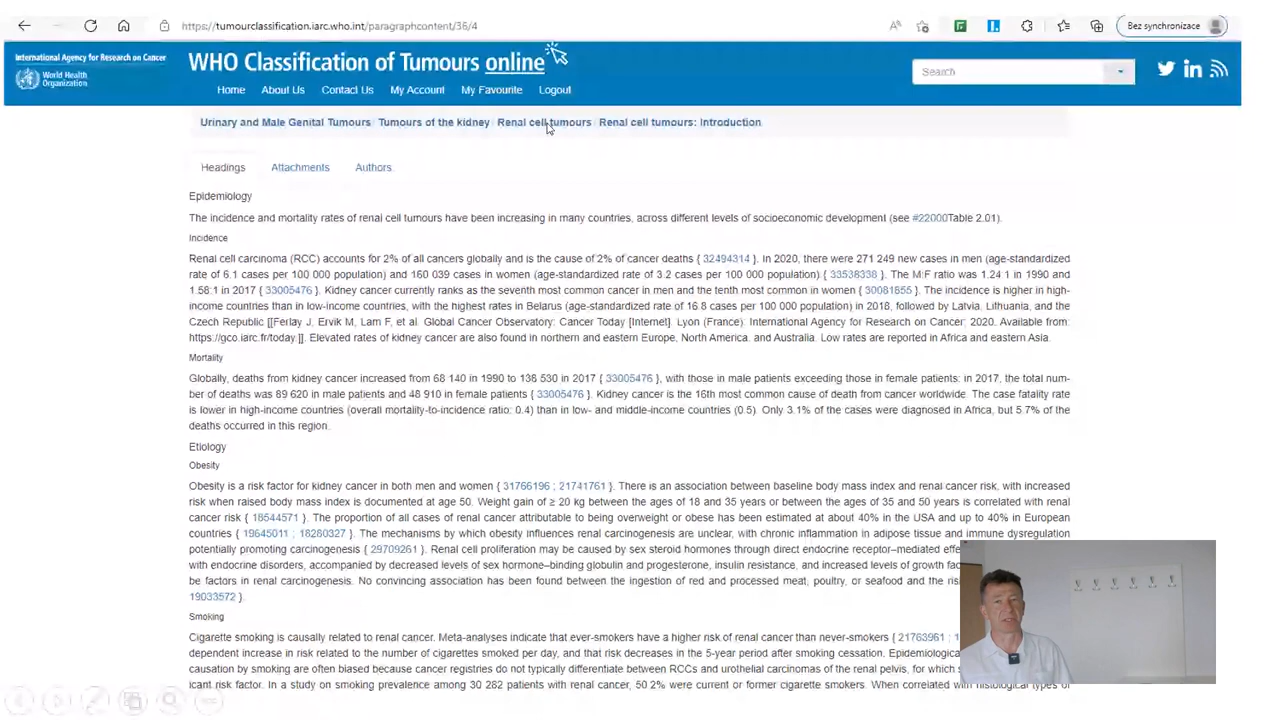 https://tumourclassification.iarc.who.int/paragraphcontent/36/4
Bez synchronizace
International Agency for Research on Cancer
World Health
Organization
WHO Classification of Tumours online
Search
Home About Us Contact Us My Account My Favourite Logout
Urinary and Male Genital Tumours / Tumours of the kidney / Renal cell tumours / Renal cell tumours: Introduction
Headings Attachments Authors
Epidemiology
The incidence and mortality rates of renal cell tumours have been increasing in many countries, across different levels of socioeconomic development (see #22000Table 2.01).
Incidence
Renal cell carcinoma (RCC) accounts for 2% of all cancers globally and is the cause of 2% of cancer deaths { 32494314 }. In 2020, there were 271 249 new cases in men (age-standardized
rate of 6.1 cases per 100 000 population) and 160 039 cases in women (age-standardized rate of 3.2 cases per 100 000 population) { 33538338 }. The M:F ratio was 1.24:1 in 1990 and
1.58:1 in 2017 { 33005476 }. Kidney cancer currently ranks as the seventh most common cancer in men and the tenth most common in women { 30081855 }. The incidence is higher in high-
income countries than in low-income countries, with the highest rates in Belarus (age-standardized rate of 16.8 cases per 100 000 population) in 2018, followed by Latvia, Lithuania, and the
Czech Republic [[Ferlay J, Ervik M, Lam F, et al. Global Cancer Observatory: Cancer Today [Internet]. Lyon (France): International Agency for Research on Cancer; 2020. Available from:
https://gco.iarc.fr/today.]]. Elevated rates of kidney cancer are also found in northern and eastern Europe, North America, and Australia. Low rates are reported in Africa and eastern Asia.
Mortality
Globally, deaths from kidney cancer increased from 68 140 in 1990 to 138 530 in 2017 { 33005476 }, with those in male patients exceeding those in female patients: in 2017, the total num-
ber of deaths was 89 620 in male patients and 48 910 in female patients { 33005476 }. Kidney cancer is the 16th most common cause of death from cancer worldwide. The case fatality rate
is lower in high-income countries (overall mortality-to-incidence ratio: 0.4) than in low- and middle-income countries (0.5). Only 3.1% of the cases were diagnosed in Africa, but 5.7% of the
deaths occurred in this region.
Etiology
Obesity
Obesity is a risk factor for kidney cancer in both men and women { 31766196 ; 21741761 }. There is an association between baseline body mass index and renal cancer risk, with increased
risk when raised body mass index is documented at age 50. Weight gain of ≥ 20 kg between the ages of 18 and 35 years or between the ages of 35 and 50 years is correlated with renal
cancer risk { 18544571 }. The proportion of all cases of renal cancer attributable to being overweight or obese has been estimated at about 40% in the USA and up to 40% in European
countries { 19645011 ; 18280327 }. The mechanisms by which obesity influences renal carcinogenesis are unclear, with chronic inflammation in adipose tissue and immune dysregulation
potentially promoting carcinogenesis { 29709261 }. Renal cell proliferation may be caused by sex steroid hormones through direct endocrine receptor–mediated
with endocrine disorders, accompanied by decreased levels of sex hormone–binding globulin and progesterone, insulin resistance, and increased levels of growth
be factors in renal carcinogenesis. No convincing association has been found between the ingestion of red and processed meat, poultry, or seafood and the
19033572 }.
Smoking
Cigarette smoking is causally related to renal cancer. Meta-analyses indicate that ever-smokers have a higher risk of renal cancer than never-smokers { 21763961 ;
dependent increase in risk related to the number of cigarettes smoked per day, and that risk decreases in the 5-year period after smoking cessation. Epidemiological
causation by smoking are often biased because cancer registries do not typically differentiate between RCCs and urothelial carcinomas of the renal pelvis, for which
icant risk factor. In a study on smoking prevalence among 30 282 patients with renal cancer, 50.2% were current or former cigarette smokers. When correlated with histological types of